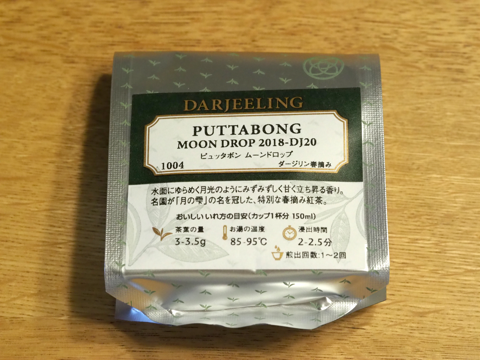 DARJEELING
PUTTABONG
MOON DROP 2018-DJ20
ピュッタボン ムーンドロップ
1004 ダージリン春摘み
水面にゆらめく月光のようにみずみずしく甘く立ち昇る香り。
名園が「月の雫」の名を冠した、特別な春摘み紅茶。
おいしいいれ方の目安(カップ1杯分 150ml)
茶葉の量 お湯の温度 浸出時間
3-3.5g 85-95℃ 2-2.5分
煎出回数:1~2回